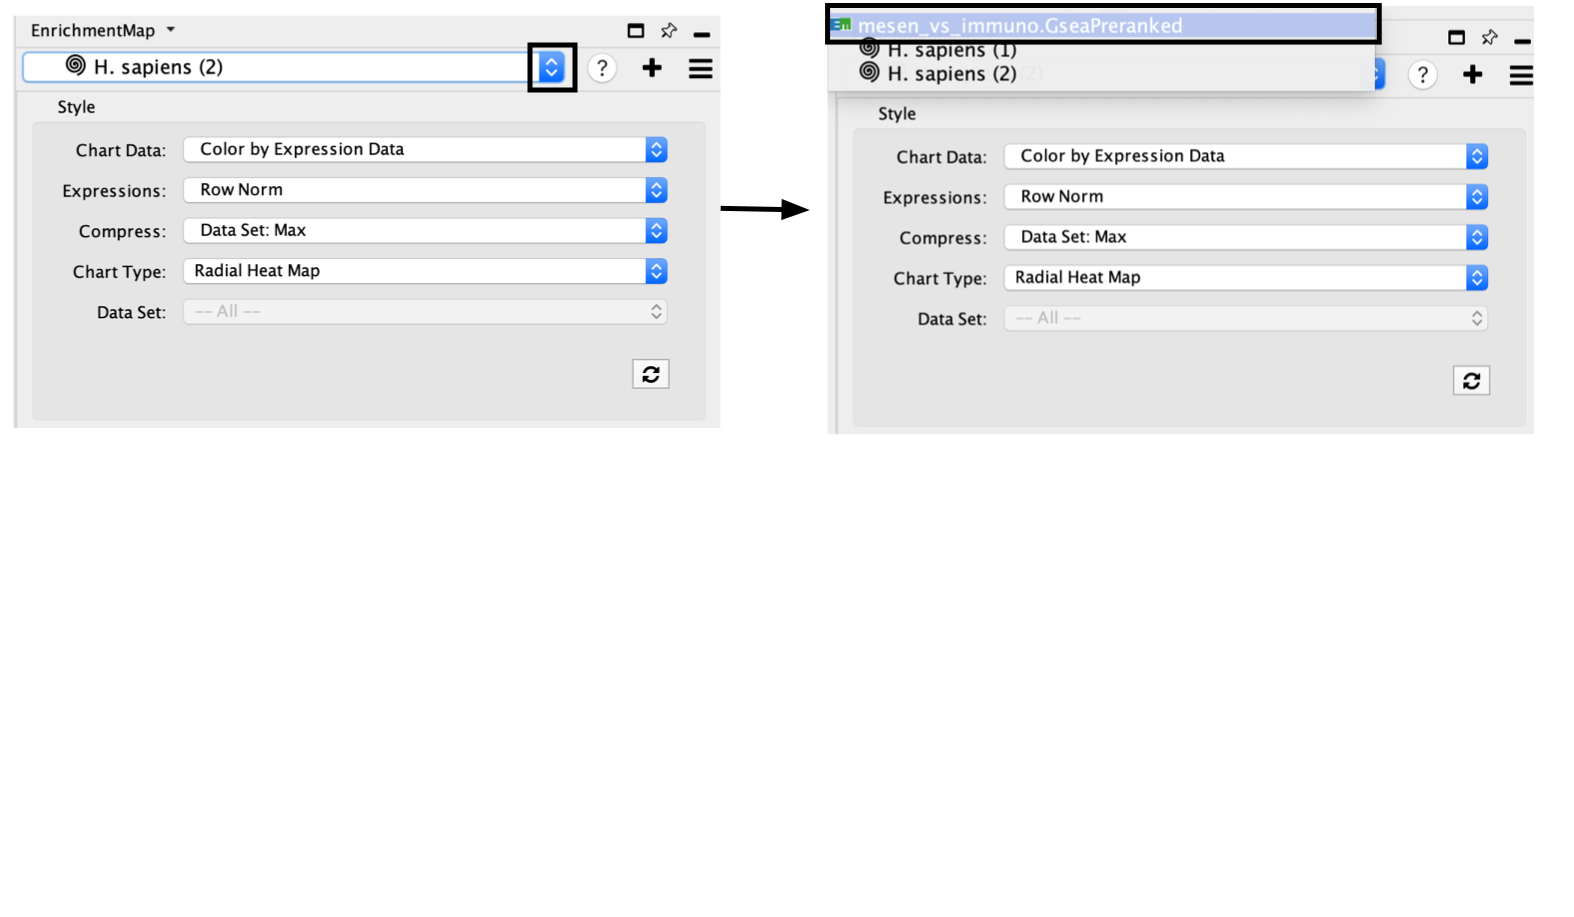 EnrichmentMap
H. sapiens (2)
?
Style
Chart Data: Color by Expression Data
Expressions: Row Norm
Compress: Data Set: Max
Chart Type: Radial Heat Map
Data Set: -- All --
Em mesen_vs_immuno.GseaPreranked
H. sapiens (1)
H. sapiens (2) (2)
?
Style
Chart Data: Color by Expression Data
Expressions: Row Norm
Compress: Data Set: Max
Chart Type: Radial Heat Map
Data Set: -- All --